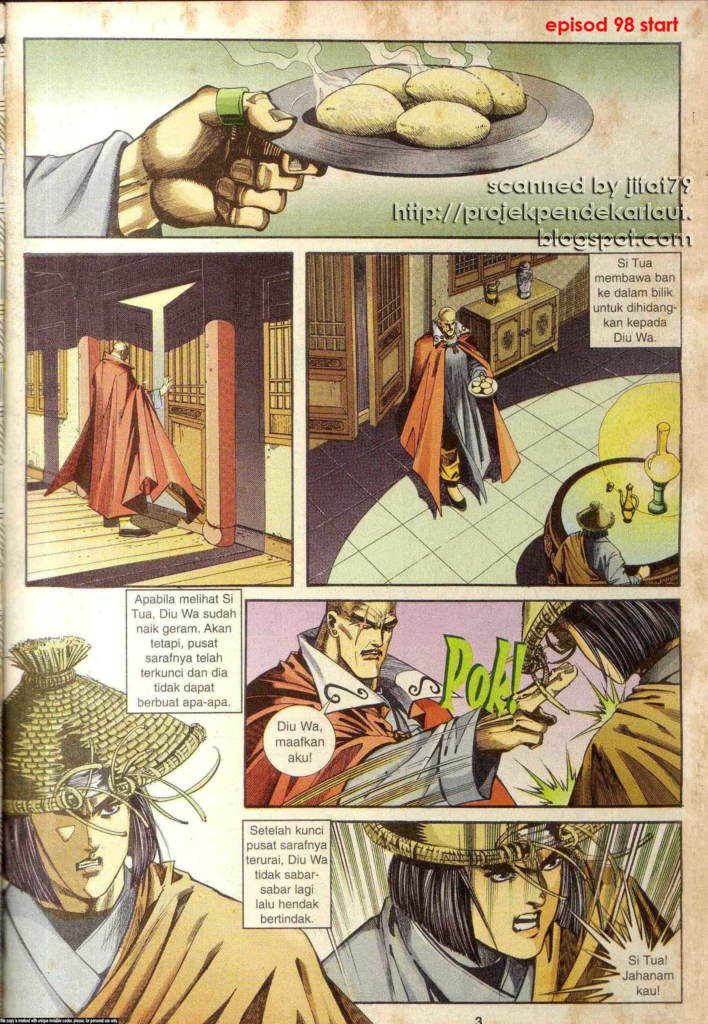 episod 98 start
scanned by jifat79
http://projekpendekarlaut.
blogspot.com
Si Tua
membawa ban
ke dalam bilik
untuk dihidang-
kan kepada
Diu Wa.
Apabila melihat Si
Tua, Diu Wa sudah
naik geram. Akan
tetapi, pusat
sarafnya telah
terkunci dan dia
tidak dapat
berbuat apa-apa.
Pok!
Diu Wa,
maafkan
aku!
Setelah kunci
pusat sarafnya
terurai, Diu Wa
tidak sabar-
sabar lagi
lalu hendak
bertindak.
Si Tua!
Jahanam
kau!
3